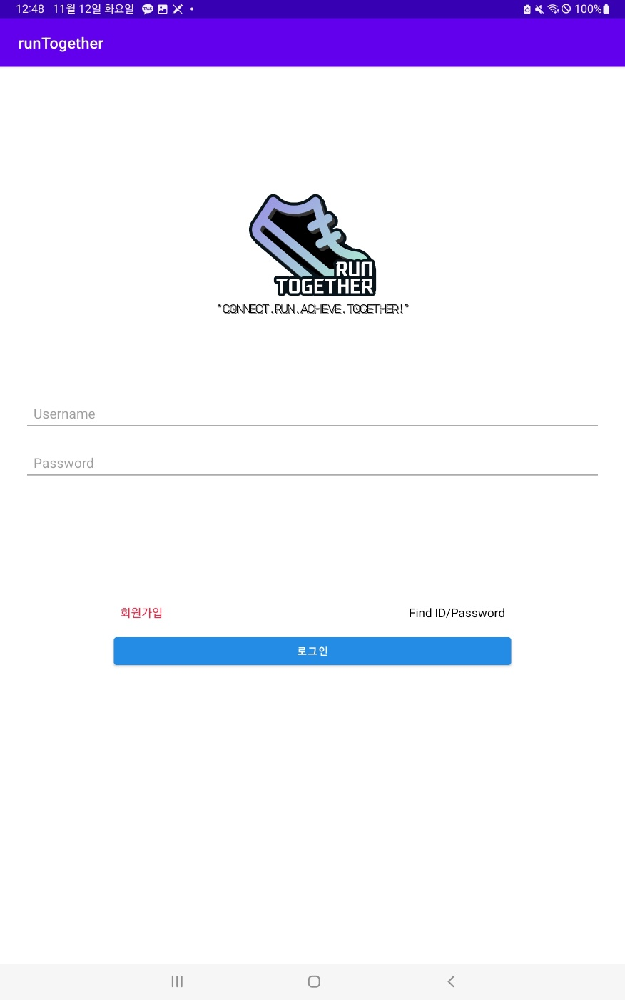 12:48 11월 12일 화요일 TALK 100%
runTogether
RUN
TOGETHER
“CONNECT.RUN.ACHIEVE.TOGETHER!”
Username
Password
회원가입 Find ID/Password
로그인